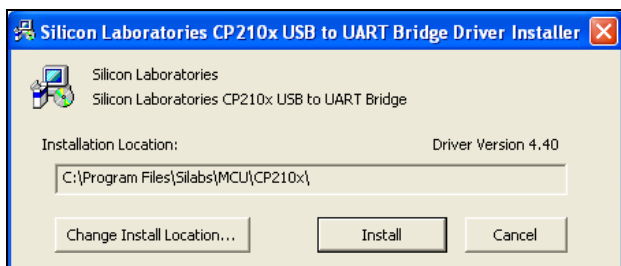 Silicon Laboratories CP210x USB to UART Bridge Driver Installer
Silicon Laboratories
Silicon Laboratories CP210x USB to UART Bridge
Installation Location: Driver Version 4.40
C:\Program Files\Silabs\MCU\CP210x\
Change Install Location... Install Cancel